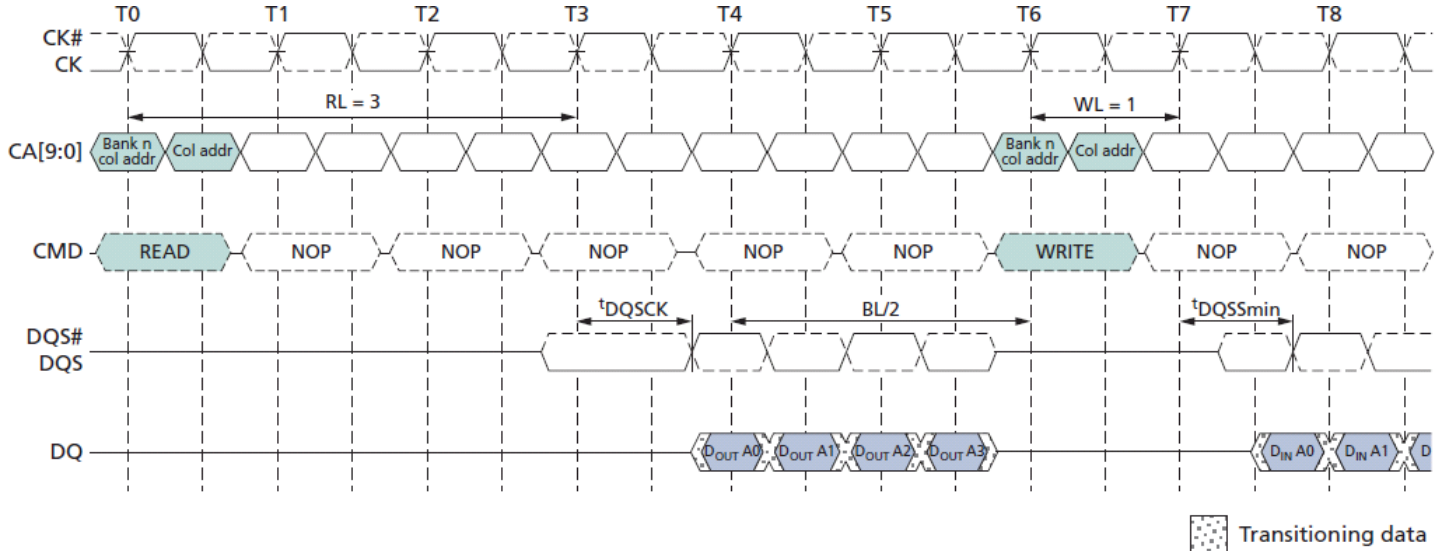 T0 T1 T2 T3 T4 T5 T6 T7 T8
CK#
CK
RL = 3 WL = 1
CA[9:0] Bank n col addr Col addr Bank n col addr Col addr
CMD READ NOP NOP NOP NOP NOP WRITE NOP NOP
tDQSCK BL/2 tDQSSmin
DQS#
DQS
DQ DOUT A0 DOUT A1 DOUT A2 DOUT A3 DIN A0 DIN A1 D
Transitioning data